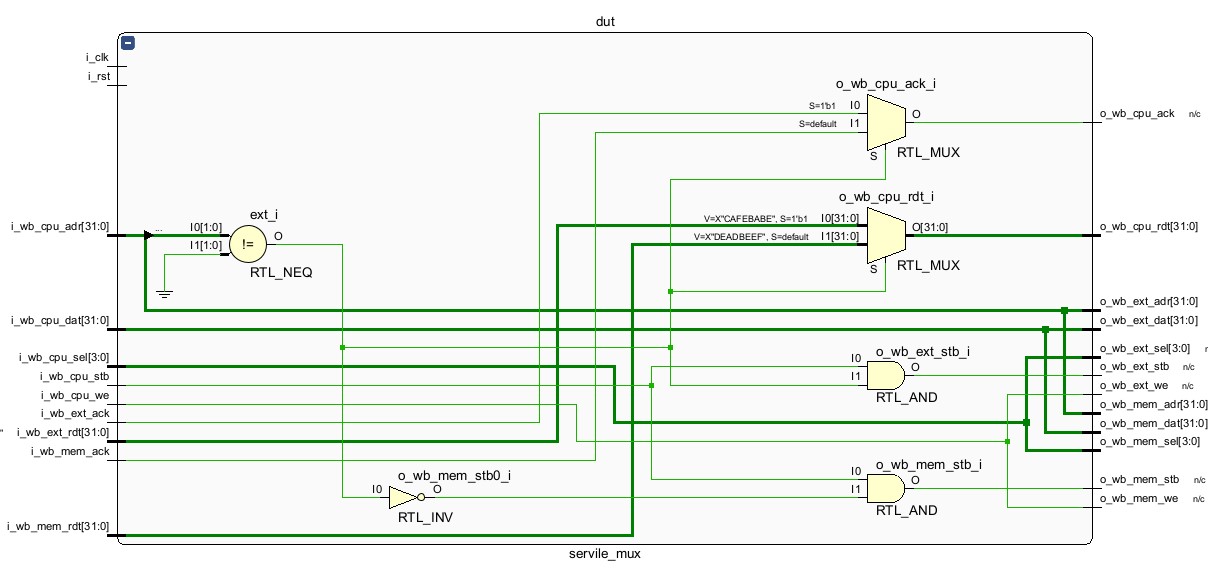 dut
i_clk
i_rst
o_wb_cpu_ack_i
S=1'b1 I0
S=default I1
O
S
RTL_MUX
o_wb_cpu_ack n/c
o_wb_cpu_rdt_i
V=X"CAFEBABE", S=1'b1 I0[31:0]
V=X"DEADBEEF", S=default I1[31:0]
O[31:0]
S
RTL_MUX
o_wb_cpu_rdt[31:0]
i_wb_cpu_adr[31:0]
...
ext_i
I0[1:0]
I1[1:0]
!=
O
RTL_NEQ
i_wb_cpu_dat[31:0]
i_wb_cpu_sel[3:0]
i_wb_cpu_stb
i_wb_cpu_we
i_wb_ext_ack
" i_wb_ext_rdt[31:0]
i_wb_mem_ack
i_wb_mem_rdt[31:0]
o_wb_ext_stb_i
I0
I1
O
RTL_AND
o_wb_mem_stb0_i
I0
O
RTL_INV
o_wb_mem_stb_i
I0
I1
O
RTL_AND
o_wb_ext_adr[31:0]
o_wb_ext_dat[31:0]
o_wb_ext_sel[3:0]
o_wb_ext_stb n/c
o_wb_ext_we n/c
o_wb_mem_adr[31:0]
o_wb_mem_dat[31:0]
o_wb_mem_sel[3:0]
o_wb_mem_stb n/c
o_wb_mem_we n/c
servile_mux